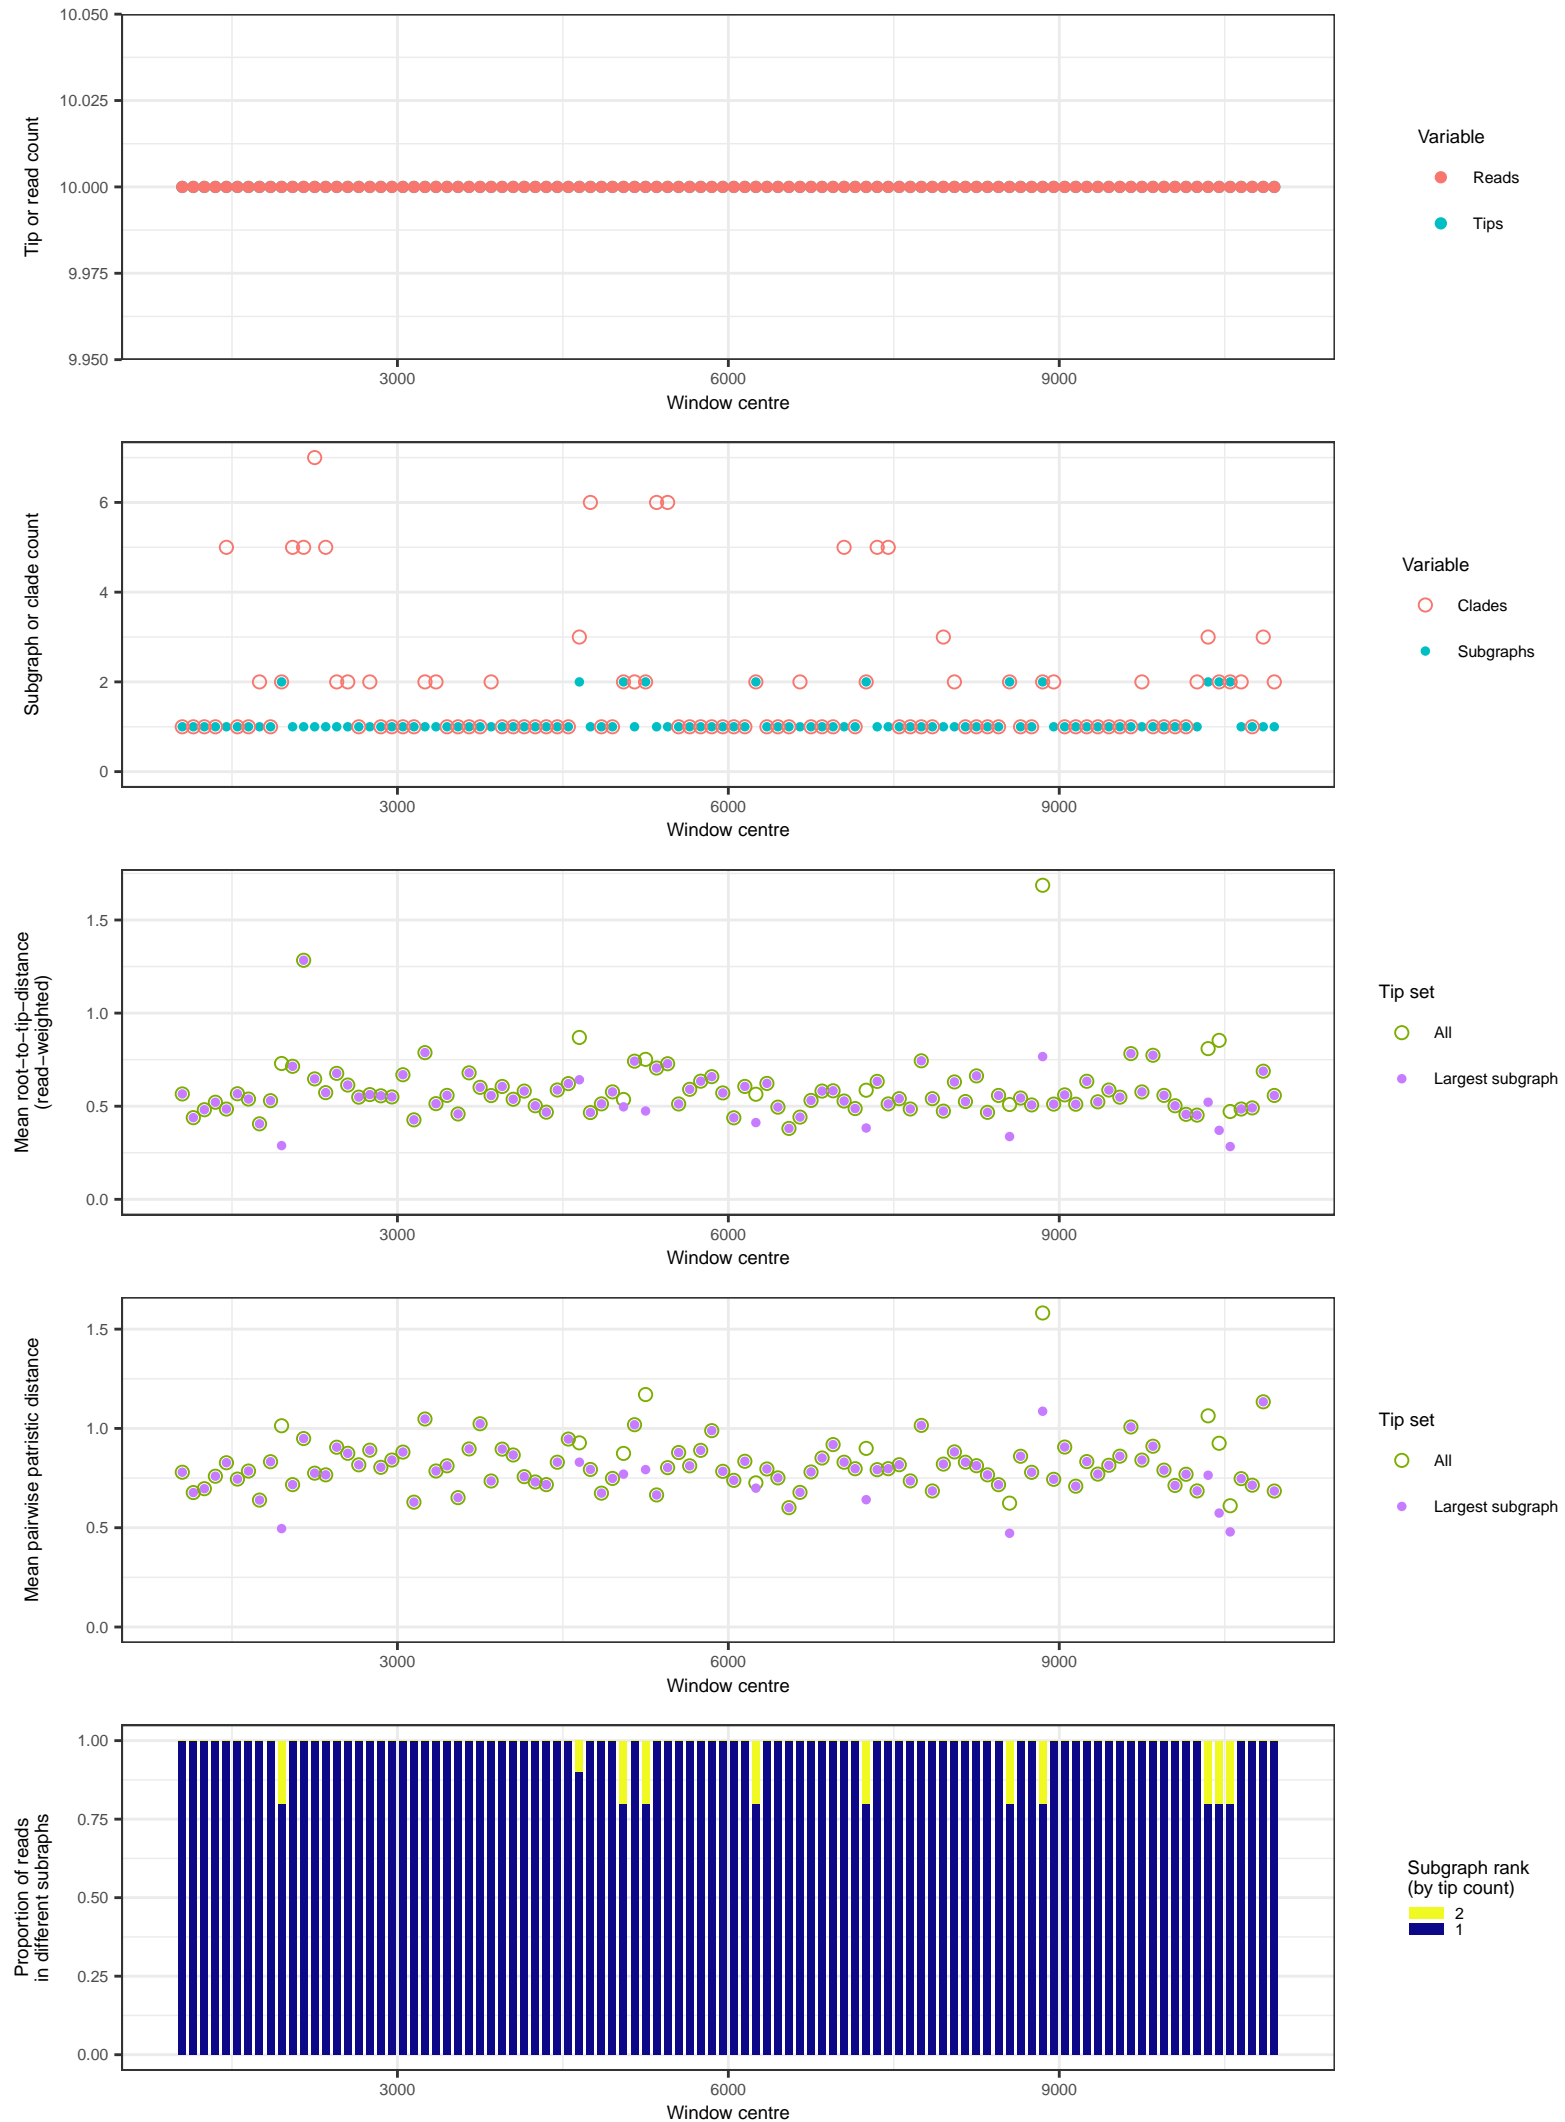 10.050
10.025
10.000
9.975
9.950
Tip or read count
3000
6000
9000
Window centre
Variable
Reads
Tips
6
4
2
0
Subgraph or clade count
3000
6000
9000
Window centre
Variable
Clades
Subgraphs
1.5
1.0
0.5
0.0
Mean root−to−tip−distance
(read−weighted)
3000
6000
9000
Window centre
Tip set
All
Largest subgraph
1.5
1.0
0.5
0.0
Mean pairwise patristic distance
3000
6000
9000
Window centre
Tip set
All
Largest subgraph
1.00
0.75
0.50
0.25
0.00
Proportion of reads
in different subraphs
3000
6000
9000
Window centre
Subgraph rank
(by tip count)
2
1